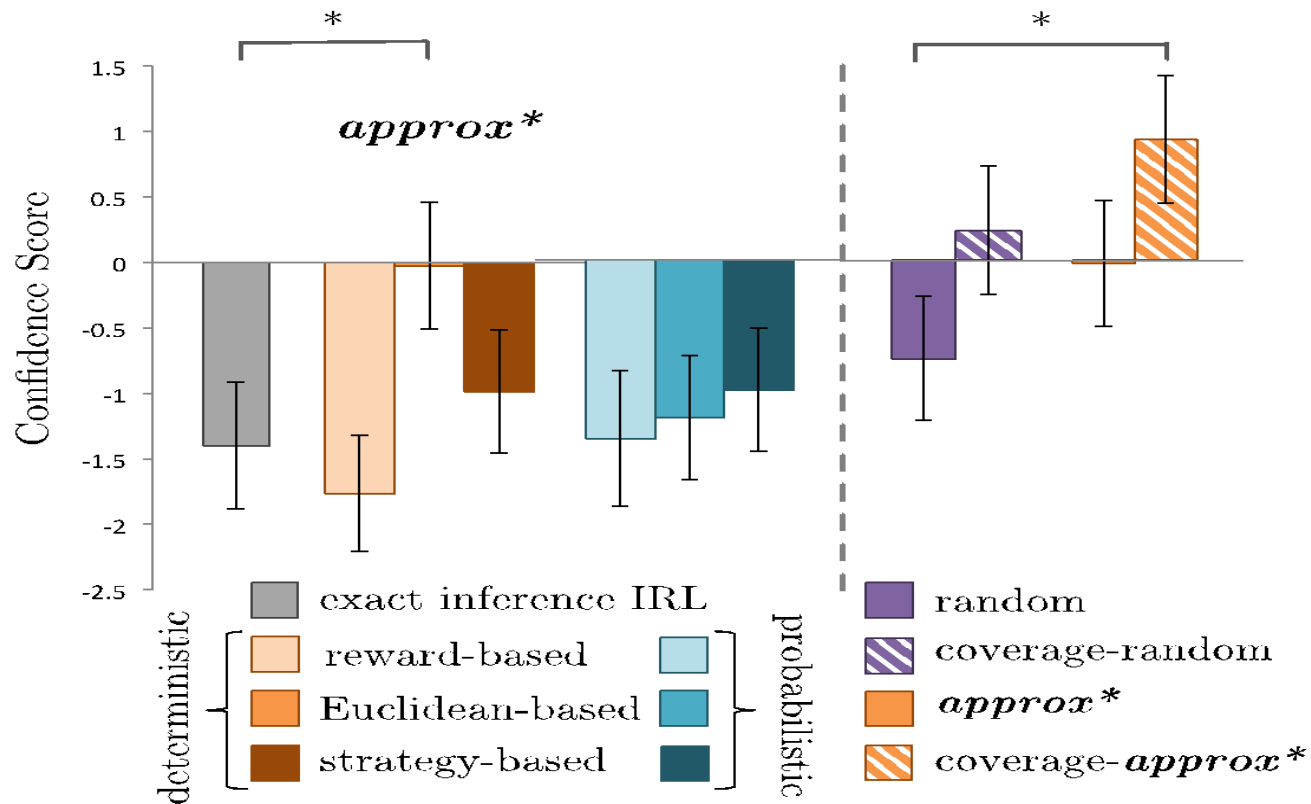 *
*
1.5
1
0.5
0
-0.5
-1
-1.5
-2
-2.5
Confidence Score
approx*
deterministic
exact inference IRL
reward-based
Euclidean-based
strategy-based
probabilistic
random
coverage-random
approx*
coverage-approx*